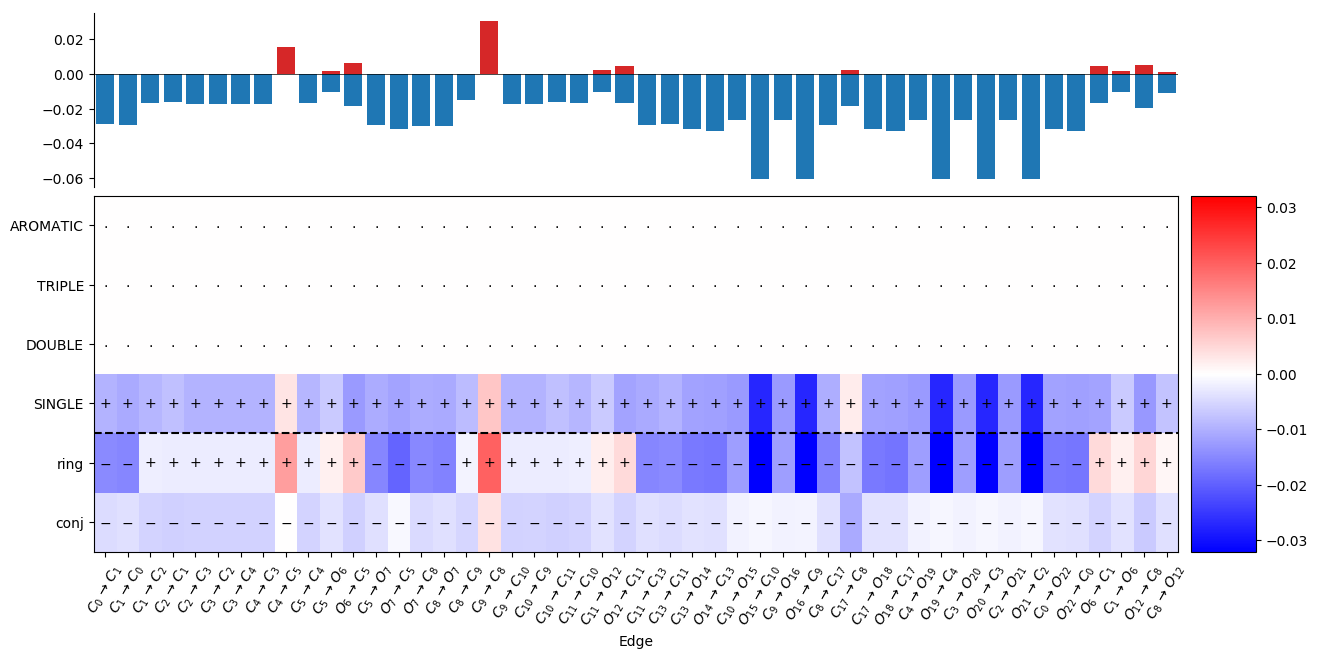 0.02
0.00
−0.02
−0.04
−0.06
AROMATIC
TRIPLE
DOUBLE
SINGLE
ring
conj
0.03
0.02
0.01
0.00
−0.01
−0.02
−0.03
C₀ → C₁
C₁ → C₀
C₁ → C₂
C₂ → C₁
C₂ → C₃
C₃ → C₂
C₃ → C₄
C₄ → C₃
C₄ → C₅
C₅ → C₄
C₅ → O₆
O₆ → C₅
C₅ → O₇
O₇ → C₅
O₇ → C₈
C₈ → O₇
C₈ → C₉
C₉ → C₈
C₉ → C₁₀
C₁₀ → C₉
C₁₀ → C₁₁
C₁₁ → C₁₀
C₁₁ → O₁₂
O₁₂ → C₁₁
C₁₁ → C₁₃
C₁₃ → C₁₁
C₁₃ → O₁₄
O₁₄ → C₁₃
C₁₀ → O₁₅
O₁₅ → C₁₀
C₉ → O₁₆
O₁₆ → C₉
C₈ → C₁₇
C₁₇ → C₈
C₁₇ → O₁₈
O₁₈ → C₁₇
C₄ → O₁₉
O₁₉ → C₄
C₃ → O₂₀
O₂₀ → C₃
C₂ → O₂₁
O₂₁ → C₂
C₀ → O₂₂
O₂₂ → C₀
O₆ → C₁
C₁ → O₆
O₁₂ → C₈
C₈ → O₁₂
Edge